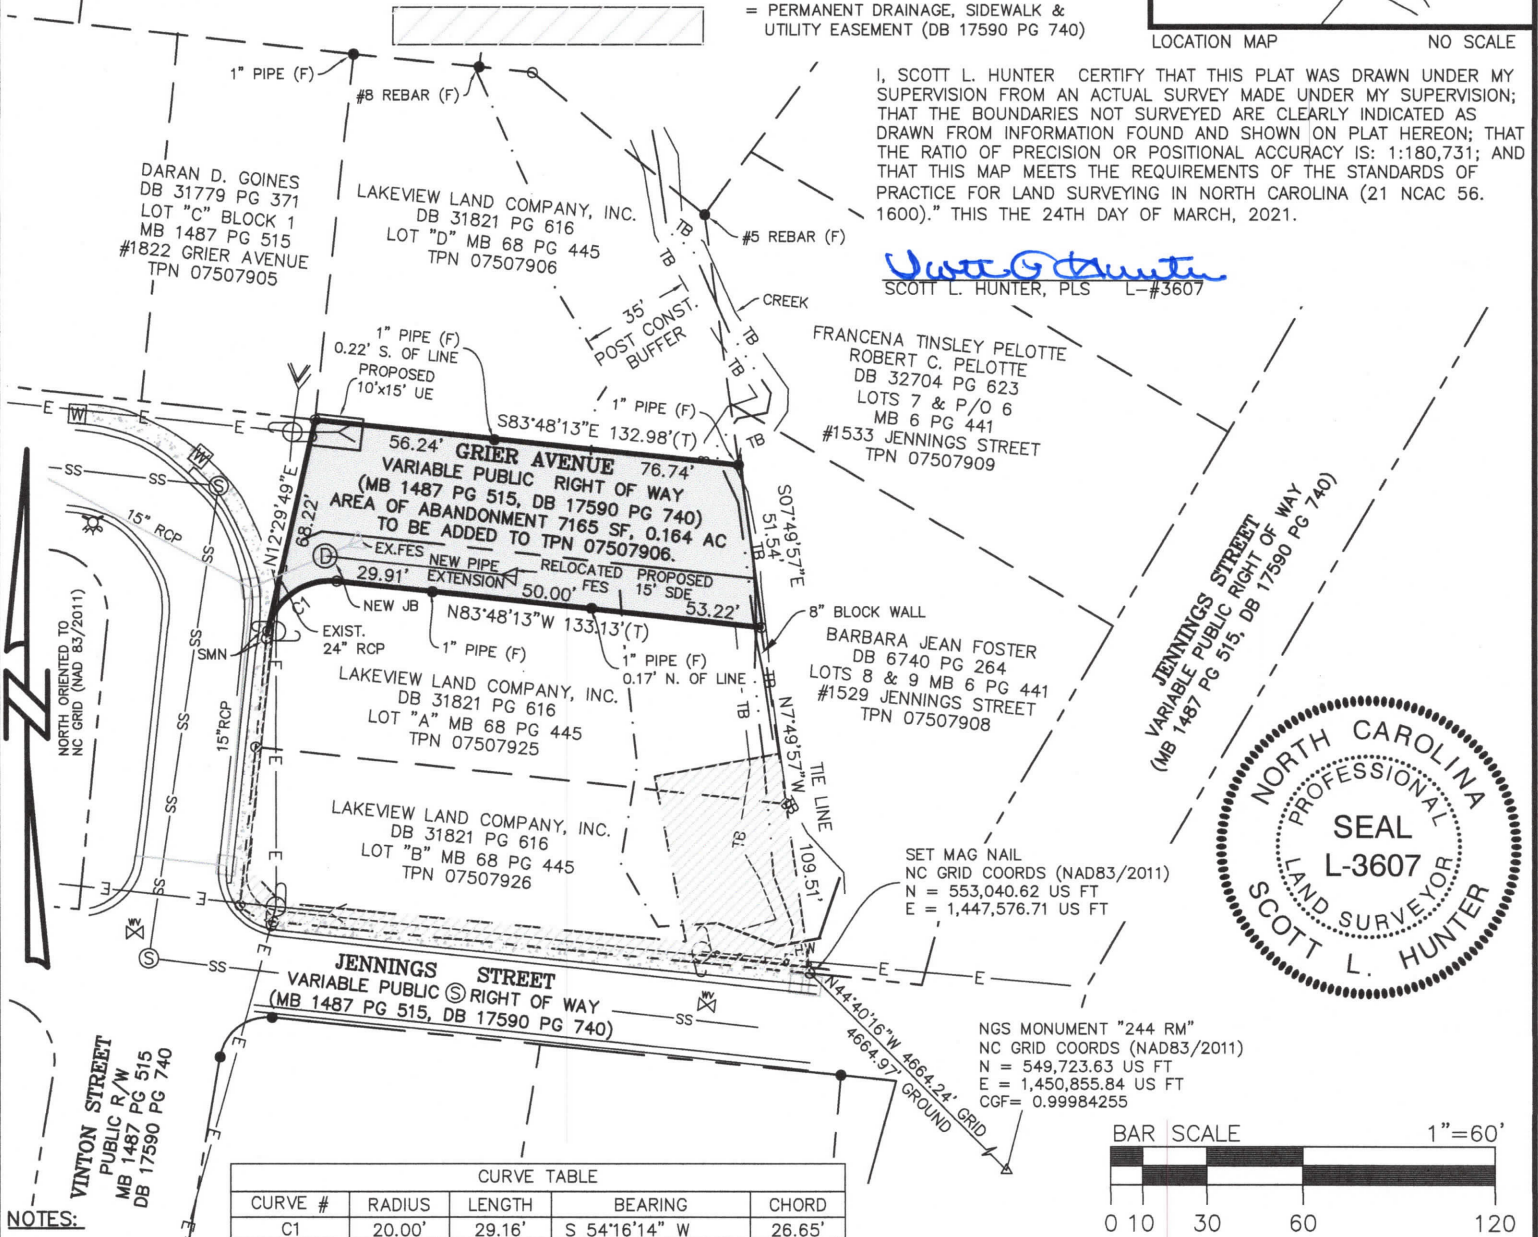 = PERMANENT DRAINAGE, SIDEWALK &
UTILITY EASEMENT (DB 17590 PG 740)
LOCATION MAP
NO SCALE
I, SCOTT L. HUNTER CERTIFY THAT THIS PLAT WAS DRAWN UNDER MY
SUPERVISION FROM AN ACTUAL SURVEY MADE UNDER MY SUPERVISION;
THAT THE BOUNDARIES NOT SURVEYED ARE CLEARLY INDICATED AS
DRAWN FROM INFORMATION FOUND AND SHOWN ON PLAT HEREON; THAT
THE RATIO OF PRECISION OR POSITIONAL ACCURACY IS: 1:180,731; AND
THAT THIS MAP MEETS THE REQUIREMENTS OF THE STANDARDS OF
PRACTICE FOR LAND SURVEYING IN NORTH CAROLINA (21 NCAC 56.
1600)." THIS THE 24TH DAY OF MARCH, 2021.
SCOTT L. HUNTER, PLS L-#3607
1" PIPE (F)
#8 REBAR (F)
#5 REBAR (F)
DARAN D. GOINES
DB 31779 PG 371
LOT "C" BLOCK 1
MB 1487 PG 515
#1822 GRIER AVENUE
TPN 07507905
LAKEVIEW LAND COMPANY, INC.
DB 31821 PG 616
LOT "D" MB 68 PG 445
TPN 07507906
TB
TB
TB
TB
TB
CREEK
35'
POST CONST.
BUFFER
FRANCENA TINSLEY PELOTTE
ROBERT C. PELOTTE
DB 32704 PG 623
LOTS 7 & P/O 6
MB 6 PG 441
#1533 JENNINGS STREET
TPN 07507909
1" PIPE (F)
0.22' S. OF LINE
PROPOSED
10'x15' UE
1" PIPE (F)
S83°48'13"E 132.98'(T)
56.24'
76.74'
GRIER AVENUE
VARIABLE PUBLIC RIGHT OF WAY
(MB 1487 PG 515, DB 17590 PG 740)
AREA OF ABANDONMENT 7165 SF, 0.164 AC
TO BE ADDED TO TPN 07507906.
N12°29'49"E
68.22'
S07°49'57"E
51.54'
TB
TB
D
EX.FES
NEW PIPE
EXTENSION
RELOCATED
FES
PROPOSED
15' SDE
29.91'
50.00'
53.22'
N83°48'13"W 133.13'(T)
C1
NEW JB
EXIST.
24" RCP
SMN
1" PIPE (F)
1" PIPE (F)
0.17' N. OF LINE
8" BLOCK WALL
E
E
E
W
W
SS
SS
S
15" RCP
SS
SS
SS
SS
15"RCP
NORTH ORIENTED TO
NC GRID (NAD 83/2011)
N
LAKEVIEW LAND COMPANY, INC.
DB 31821 PG 616
LOT "A" MB 68 PG 445
TPN 07507925
BARBARA JEAN FOSTER
DB 6740 PG 264
LOTS 8 & 9 MB 6 PG 441
#1529 JENNINGS STREET
TPN 07507908
JENNINGS STREET
VARIABLE PUBLIC RIGHT OF WAY
(MB 1487 PG 515, DB 17590 PG 740)
TB
TB
TB
TB
N7°49'57"W
TIE LINE
109.51'
LAKEVIEW LAND COMPANY, INC.
DB 31821 PG 616
LOT "B" MB 68 PG 445
TPN 07507926
E
E
E
E
E
SET MAG NAIL
NC GRID COORDS (NAD83/2011)
N = 553,040.62 US FT
E = 1,447,576.71 US FT
NORTH CAROLINA
PROFESSIONAL
SEAL
L-3607
LAND SURVEYOR
SCOTT L. HUNTER
WV
S
SS
JENNINGS STREET
VARIABLE PUBLIC S RIGHT OF WAY
(MB 1487 PG 515, DB 17590 PG 740)
SS
WV
E
E
E
E
E
N44°40'16"W 4664.24' GRID
4664.97' GROUND
NGS MONUMENT "244 RM"
NC GRID COORDS (NAD83/2011)
N = 549,723.63 US FT
E = 1,450,855.84 US FT
CGF= 0.99984255
VINTON STREET
PUBLIC R/W
MB 1487 PG 515
DB 17590 PG 740
BAR SCALE 1"=60'
0 10 30 60 120
CURVE TABLE
CURVE # RADIUS LENGTH BEARING CHORD
C1 20.00' 29.16' S 54°16'14" W 26.65'
NOTES: